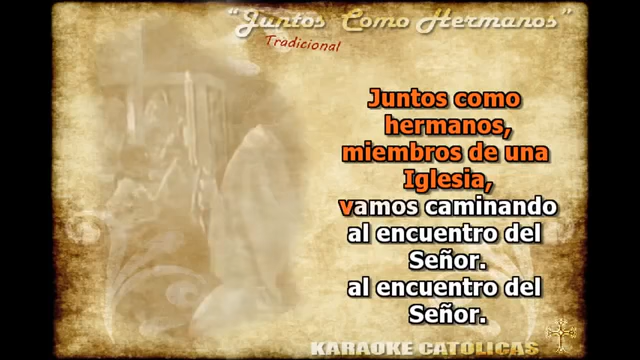 “Juntos Como Hermanos”
Tradicional
Juntos como
hermanos,
miembros de una
Iglesia,
vamos caminando
al encuentro del
Señor.
al encuentro del
Señor.
KARAOKE CATOLICAS